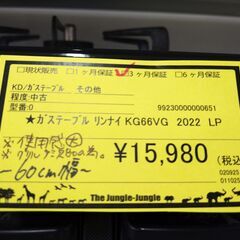 □現状販売 □1ヶ月保証 ☑3ヶ月保証 □6ヶ月保証
KD/ガステーブル その他
程度:中古
型番:0
99230000000651
★ガステーブル リンナイ KG66VG 2022 LP
※使用感大
¥15,980 (税込
-60cm幅-
020925
011025
The Jungle-Jungle